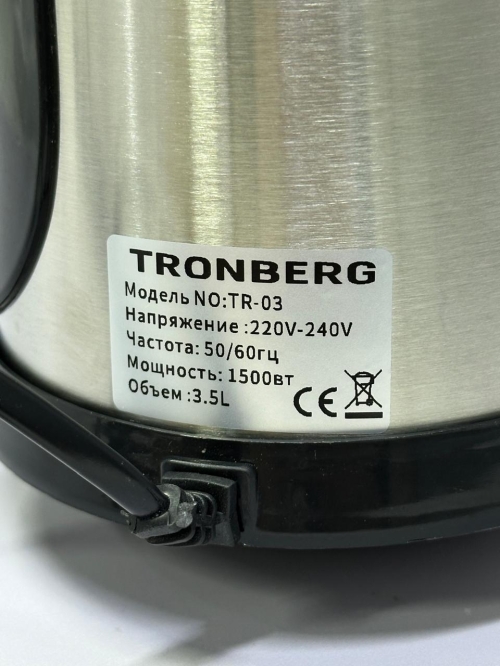 TRONBERG
Модель NO:TR-03
Напряжение :220V-240V
Частота: 50/60гц
Мощность: 1500вт
Объем :3.5L
CE